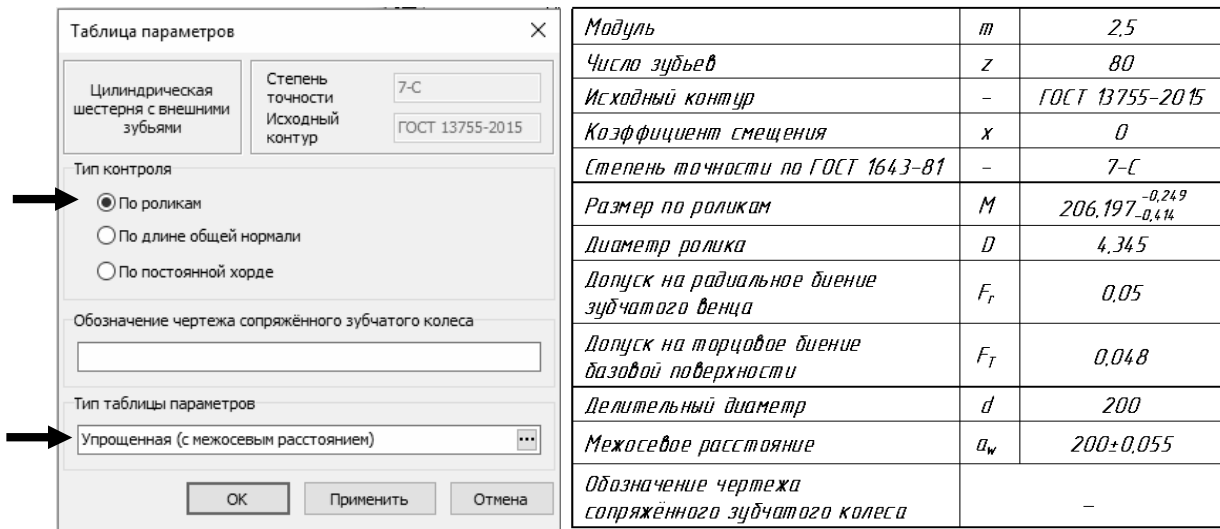 Таблица параметров
Цилиндрическая
шестерня с внешними
зубьями
Степень
точности
7-C
Исходный
контур
ГОСТ 13755-2015
Тип контроля
По роликам
По длине общей нормали
По постоянной хорде
Обозначение чертежа сопряжённого зубчатого колеса
Тип таблицы параметров
Упрощенная (с межосевым расстоянием)
...
ОК Применить Отмена
Модуль m 2,5
Число зубьев z 80
Исходный контур – ГОСТ 13755-2015
Коэффициент смещения x 0
Степень точности по ГОСТ 1643-81 – 7-C
Размер по роликам M 206,197 -0,249 -0,414
Диаметр ролика D 4,345
Допуск на радиальное биение
зубчатого венца Fr 0,05
Допуск на торцовое биение
базовой поверхности FT 0,048
Делительный диаметр d 200
Межосевое расстояние aw 200±0,055
Обозначение чертежа
сопряжённого зубчатого колеса –